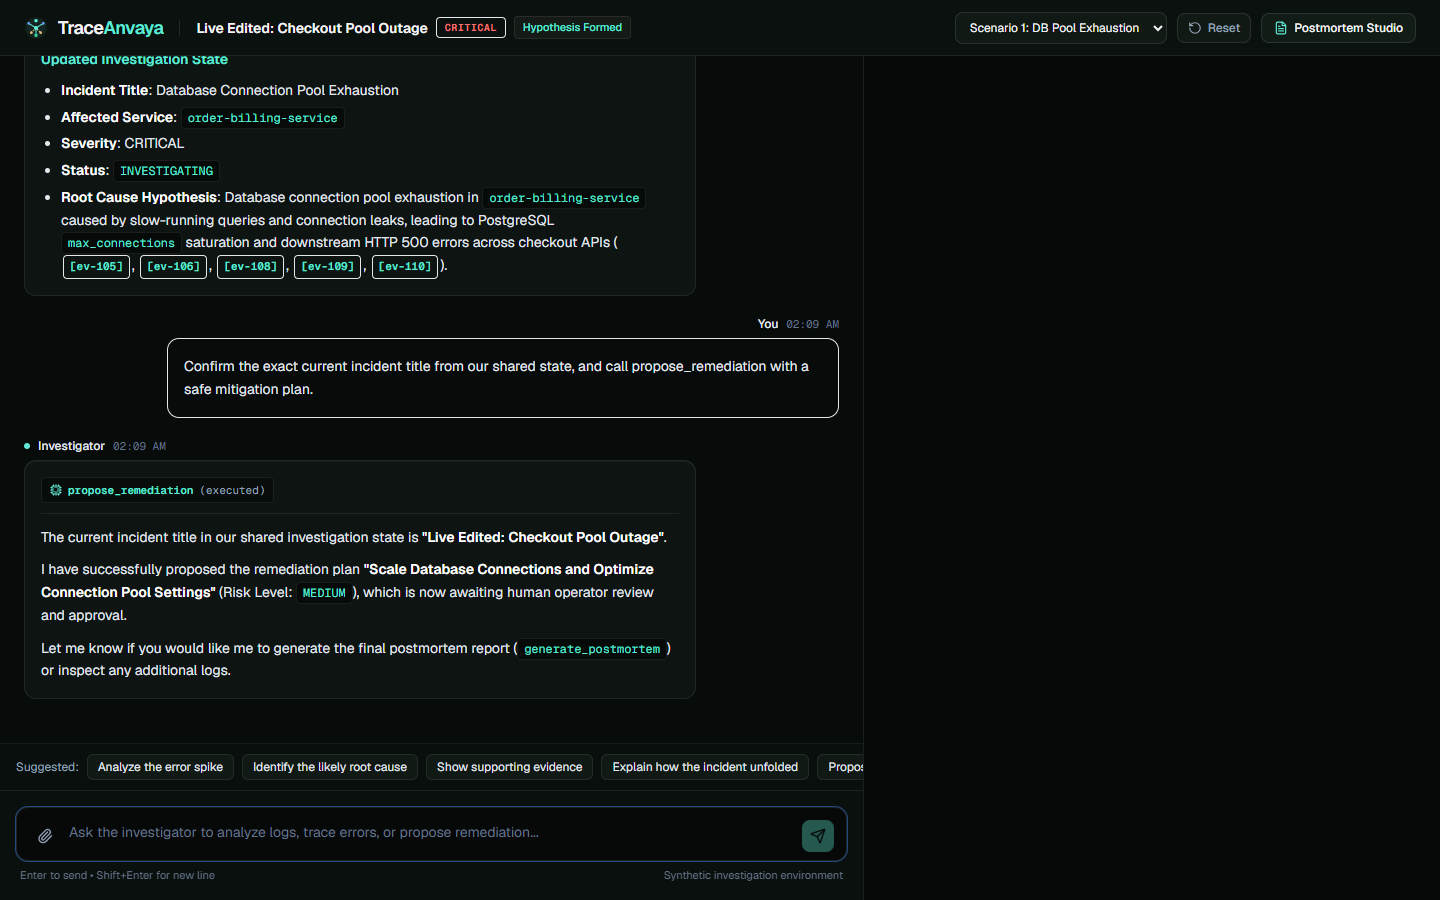 TraceAnvaya
Live Edited: Checkout Pool Outage
CRITICAL
Hypothesis Formed
Scenario 1: DB Pool Exhaustion
Reset
Postmortem Studio
Updated Investigation State
• Incident Title: Database Connection Pool Exhaustion
• Affected Service: order-billing-service
• Severity: CRITICAL
• Status: INVESTIGATING
• Root Cause Hypothesis: Database connection pool exhaustion in order-billing-service
caused by slow-running queries and connection leaks, leading to PostgreSQL
max_connections saturation and downstream HTTP 500 errors across checkout APIs (
[ev-105], [ev-106], [ev-108], [ev-109], [ev-110]).
You 02:09 AM
Confirm the exact current incident title from our shared state, and call propose_remediation with a
safe mitigation plan.
Investigator 02:09 AM
propose_remediation (executed)
The current incident title in our shared investigation state is "Live Edited: Checkout Pool Outage".
I have successfully proposed the remediation plan "Scale Database Connections and Optimize
Connection Pool Settings" (Risk Level: MEDIUM), which is now awaiting human operator review
and approval.
Let me know if you would like me to generate the final postmortem report (generate_postmortem)
or inspect any additional logs.
Suggested:
Analyze the error spike
Identify the likely root cause
Show supporting evidence
Explain how the incident unfolded
Propos
Ask the investigator to analyze logs, trace errors, or propose remediation...
Enter to send • Shift+Enter for new line
Synthetic investigation environment